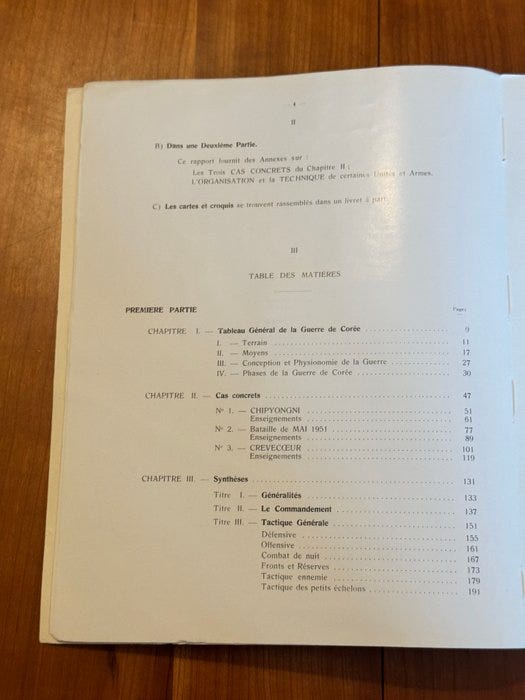 - 4 -
II
B) Dans une Deuxième Partie.
Ce rapport fournit des Annexes sur :
Les Trois CAS CONCRETS du Chapitre II ;
L'ORGANISATION et la TECHNIQUE de certaines Unités et Armes.
C) Les cartes et croquis se trouvent rassemblés dans un livret à part.
III
TABLE DES MATIÈRES
PREMIERE PARTIE Pages
CHAPITRE I. — Tableau Général de la Guerre de Corée 9
I. — Terrain 11
II. — Moyens 17
III. — Conception et Physionomie de la Guerre 27
IV. — Phases de la Guerre de Corée 30
CHAPITRE II. — Cas concrets 47
N° 1. — CHIPYONGNI 51
Enseignements 61
N° 2. — Bataille de MAI 1951 77
Enseignements 89
N° 3. — CREVECŒUR 101
Enseignements 119
CHAPITRE III. — Synthèses 131
Titre I. — Généralités 133
Titre II. — Le Commandement 137
Titre III. — Tactique Générale 151
Défensive 155
Offensive 161
Combat de nuit 167
Fronts et Réserves 173
Tactique ennemie 179
Tactique des petits échelons 191